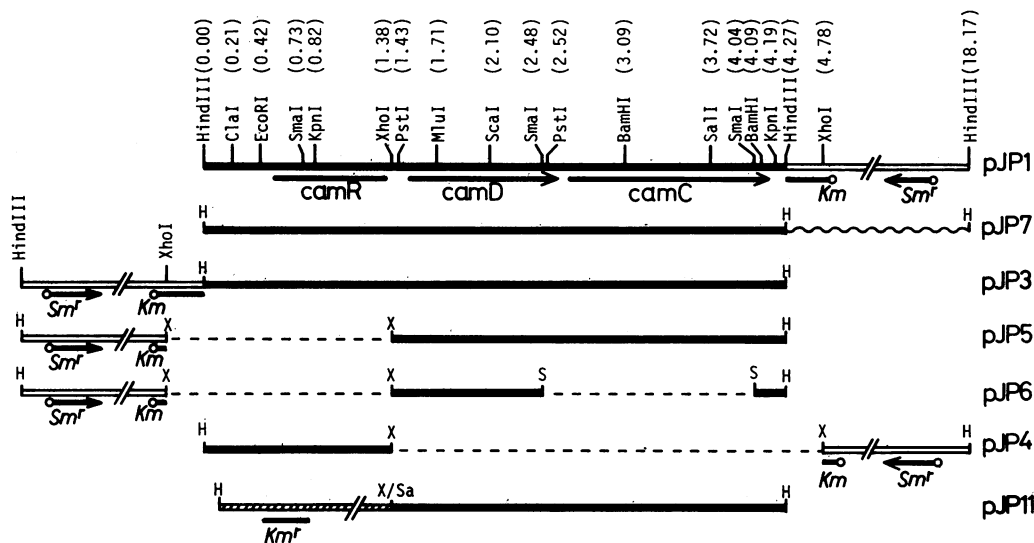 (0.00) (0.21) (0.42) (0.73) (0.82) (1.38) (1.43) (1.71) (2.10) (2.48) (2.52) (3.09) (3.72) (4.04) (4.09) (4.19) (4.27) (4.78) (18.17)
HindIII ClaI EcoRI SmaI KpnI XhoI PstI MluI ScaI SmaI PstI BamHI SalI SmaI BamHI KpnI HindIII XhoI HindIII
pJP1
camR camD camC Km Smr
H H H pJP7
HindIII XhoI H H pJP3
Smr Km
H X X H pJP5
Smr Km
H X X S S H pJP6
Smr Km
H X X H pJP4
Km Smr
H X/Sa H pJP11
Kmr